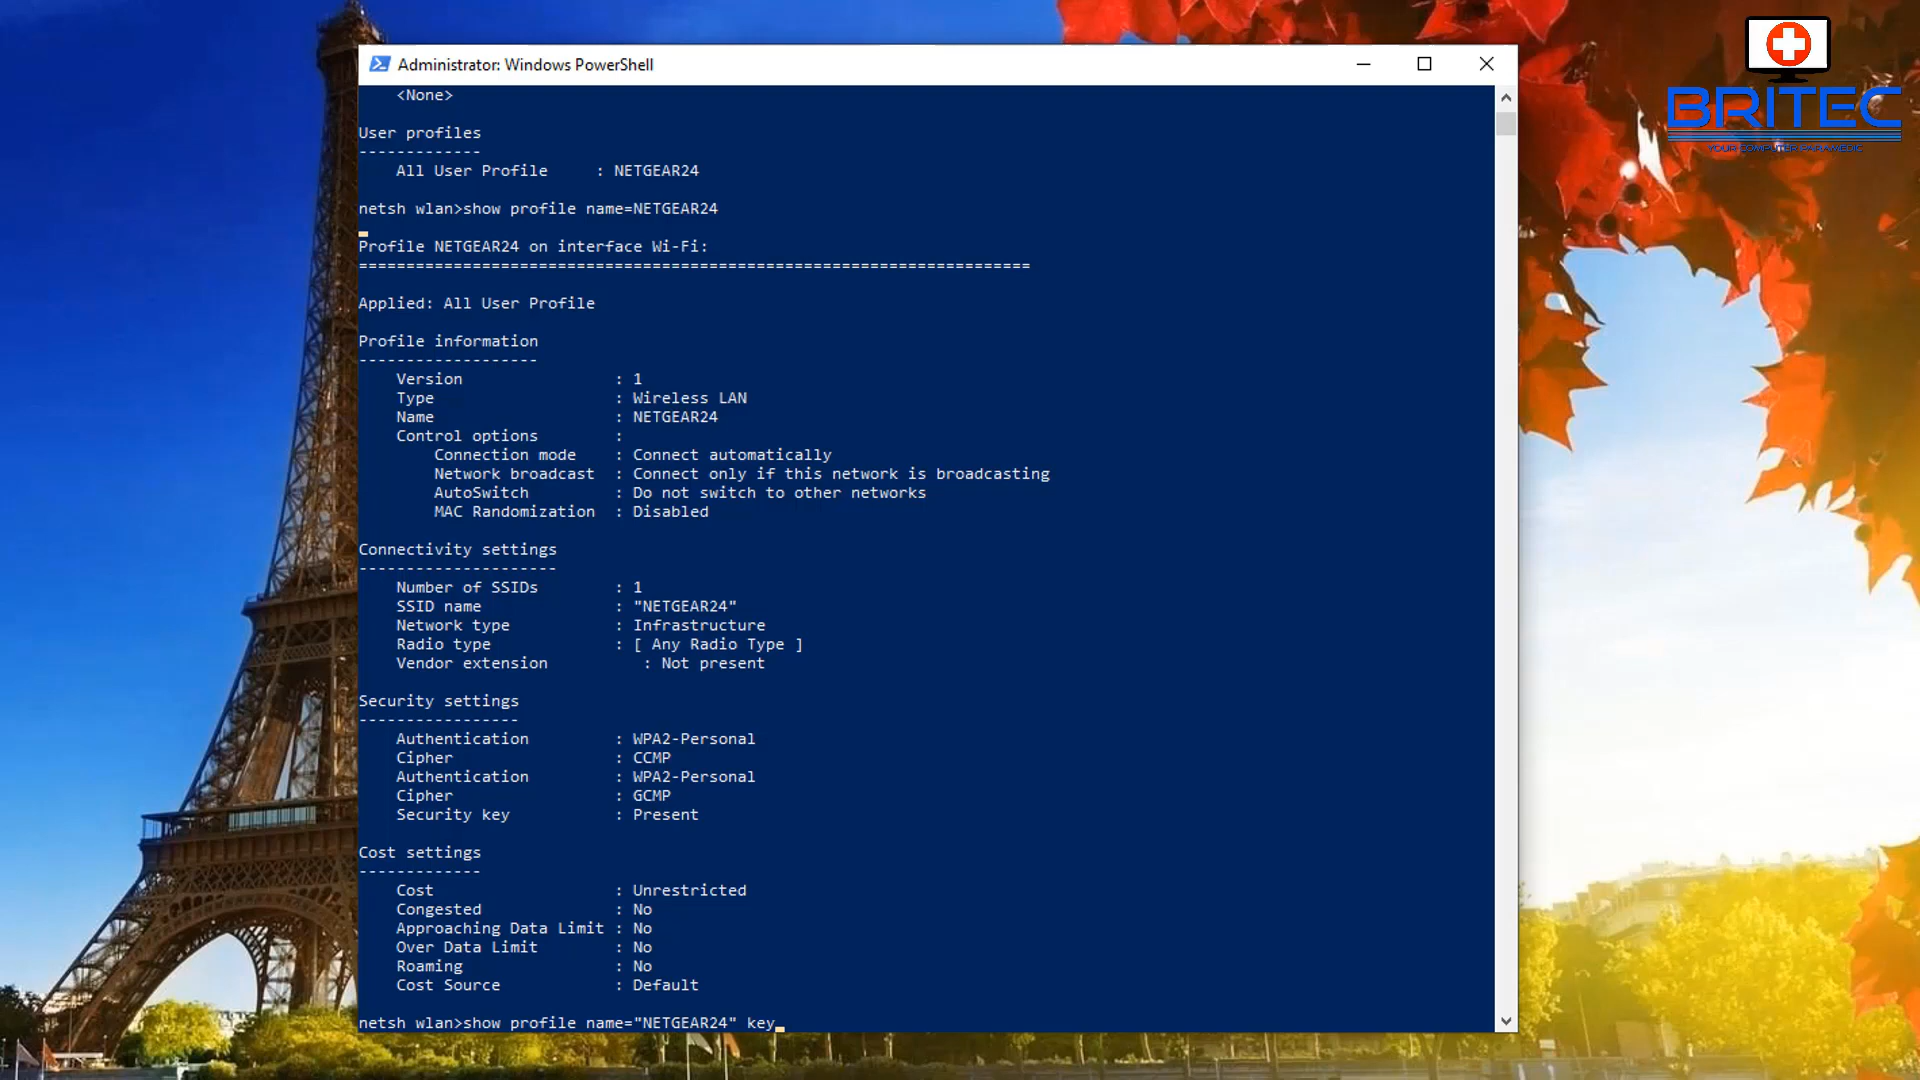 Administrator: Windows PowerShell
<None>
User profiles
-------------
All User Profile : NETGEAR24
netsh wlan>show profile name=NETGEAR24
Profile NETGEAR24 on interface Wi-Fi:
=======================================================================
Applied: All User Profile
Profile information
-------------------
Version : 1
Type : Wireless LAN
Name : NETGEAR24
Control options :
Connection mode : Connect automatically
Network broadcast : Connect only if this network is broadcasting
AutoSwitch : Do not switch to other networks
MAC Randomization : Disabled
Connectivity settings
---------------------
Number of SSIDs : 1
SSID name : "NETGEAR24"
Network type : Infrastructure
Radio type : [ Any Radio Type ]
Vendor extension : Not present
Security settings
-----------------
Authentication : WPA2-Personal
Cipher : CCMP
Authentication : WPA2-Personal
Cipher : GCMP
Security key : Present
Cost settings
-------------
Cost : Unrestricted
Congested : No
Approaching Data Limit : No
Over Data Limit : No
Roaming : No
Cost Source : Default
netsh wlan>show profile name="NETGEAR24" key
BRITEC
YOUR COMPUTER PARAMEDIC